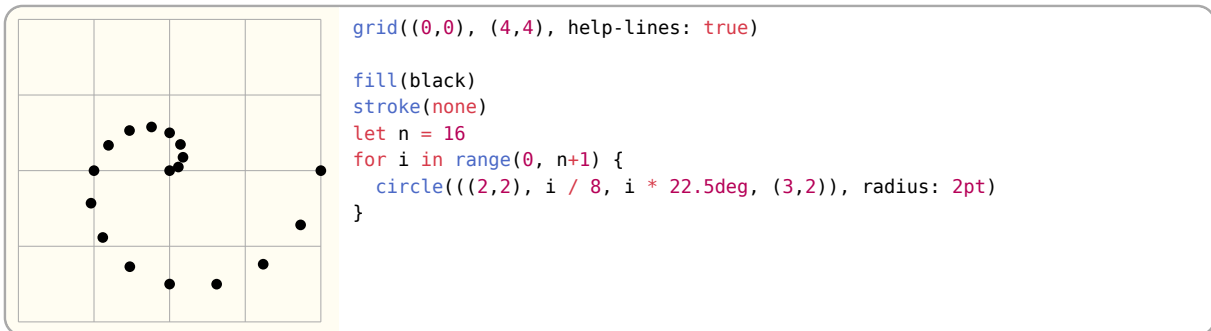 grid((0,0), (4,4), help-lines: true)
fill(black)
stroke(none)
let n = 16
for i in range(0, n+1) {
  circle(((2,2), i / 8, i * 22.5deg, (3,2)), radius: 2pt)
}